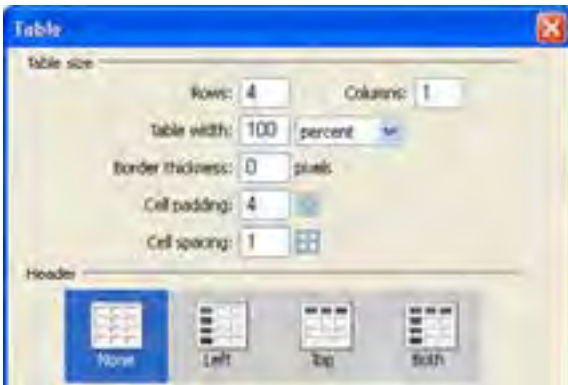 Table
Table size
Rows: 4 Columns: 1
Table width: 100 percent
Border thickness: 0 pixels
Cell padding: 4
Cell spacing: 1
Header
None Left Top Both